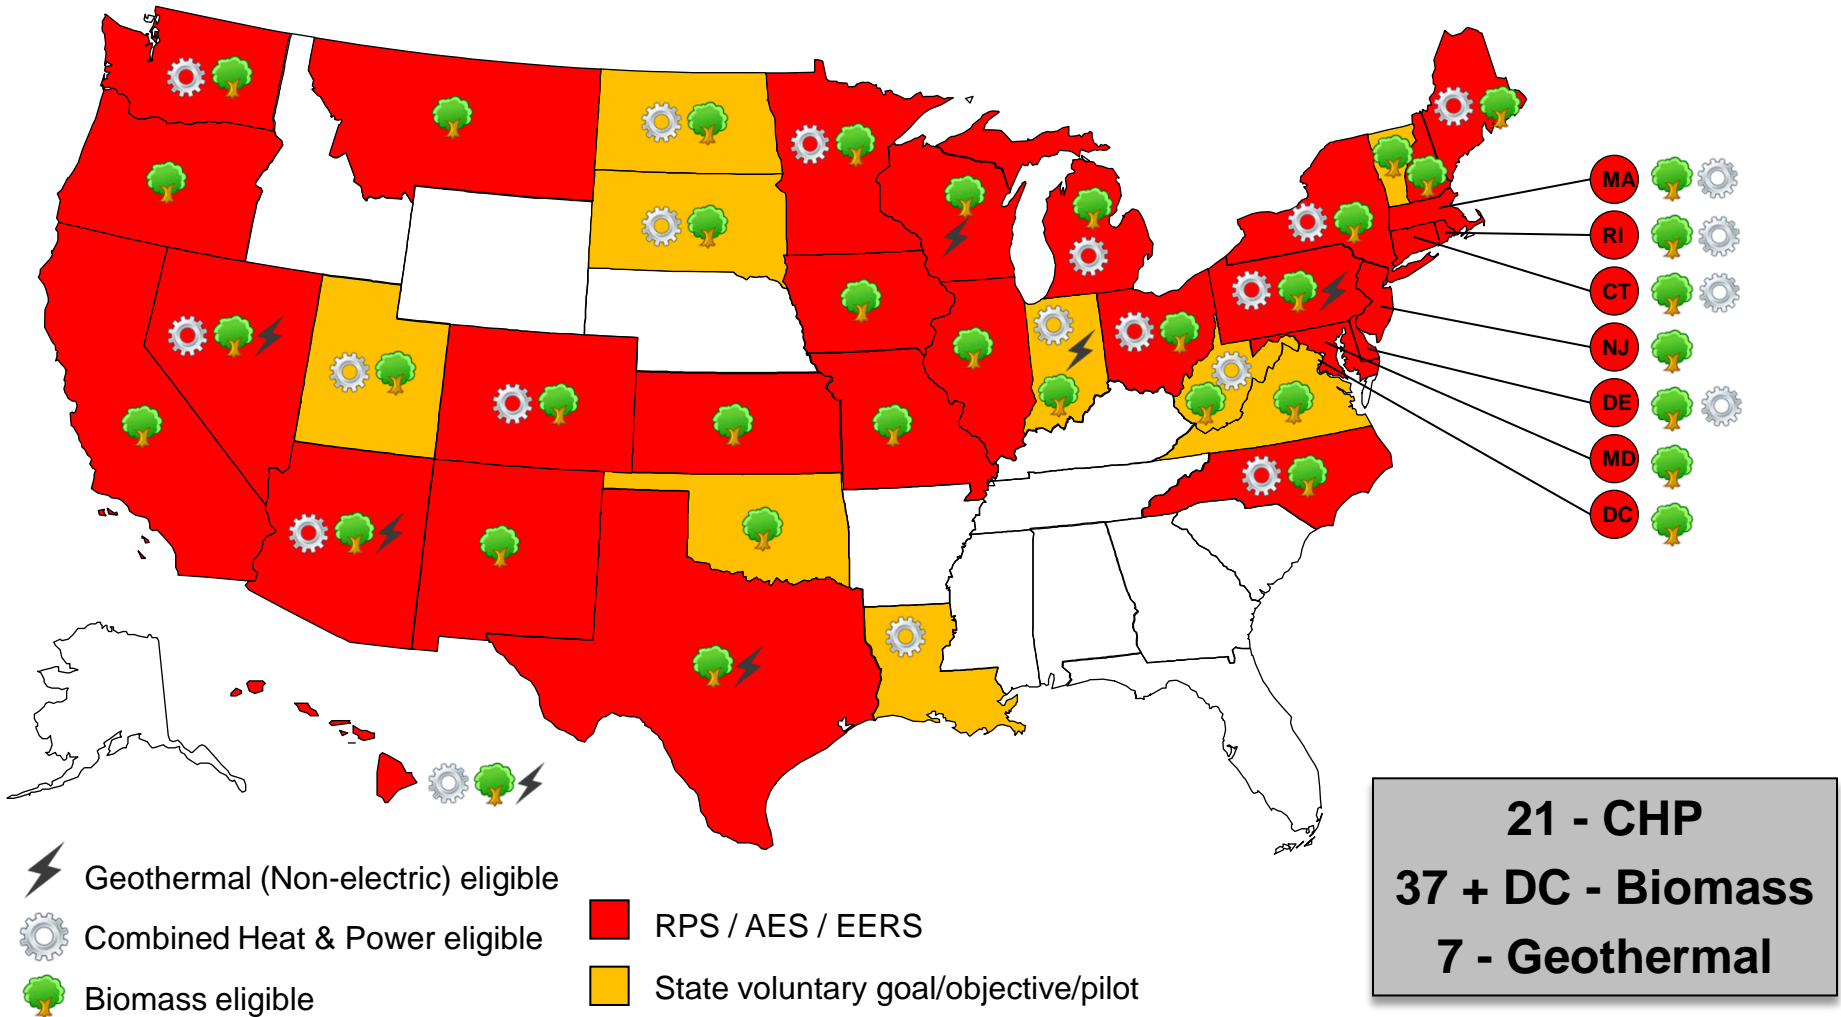 MA
RI
CT
NJ
DE
MD
DC
Geothermal (Non-electric) eligible
Combined Heat & Power eligible
Biomass eligible
RPS / AES / EERS
State voluntary goal/objective/pilot
21 - CHP
37 + DC - Biomass
7 - Geothermal